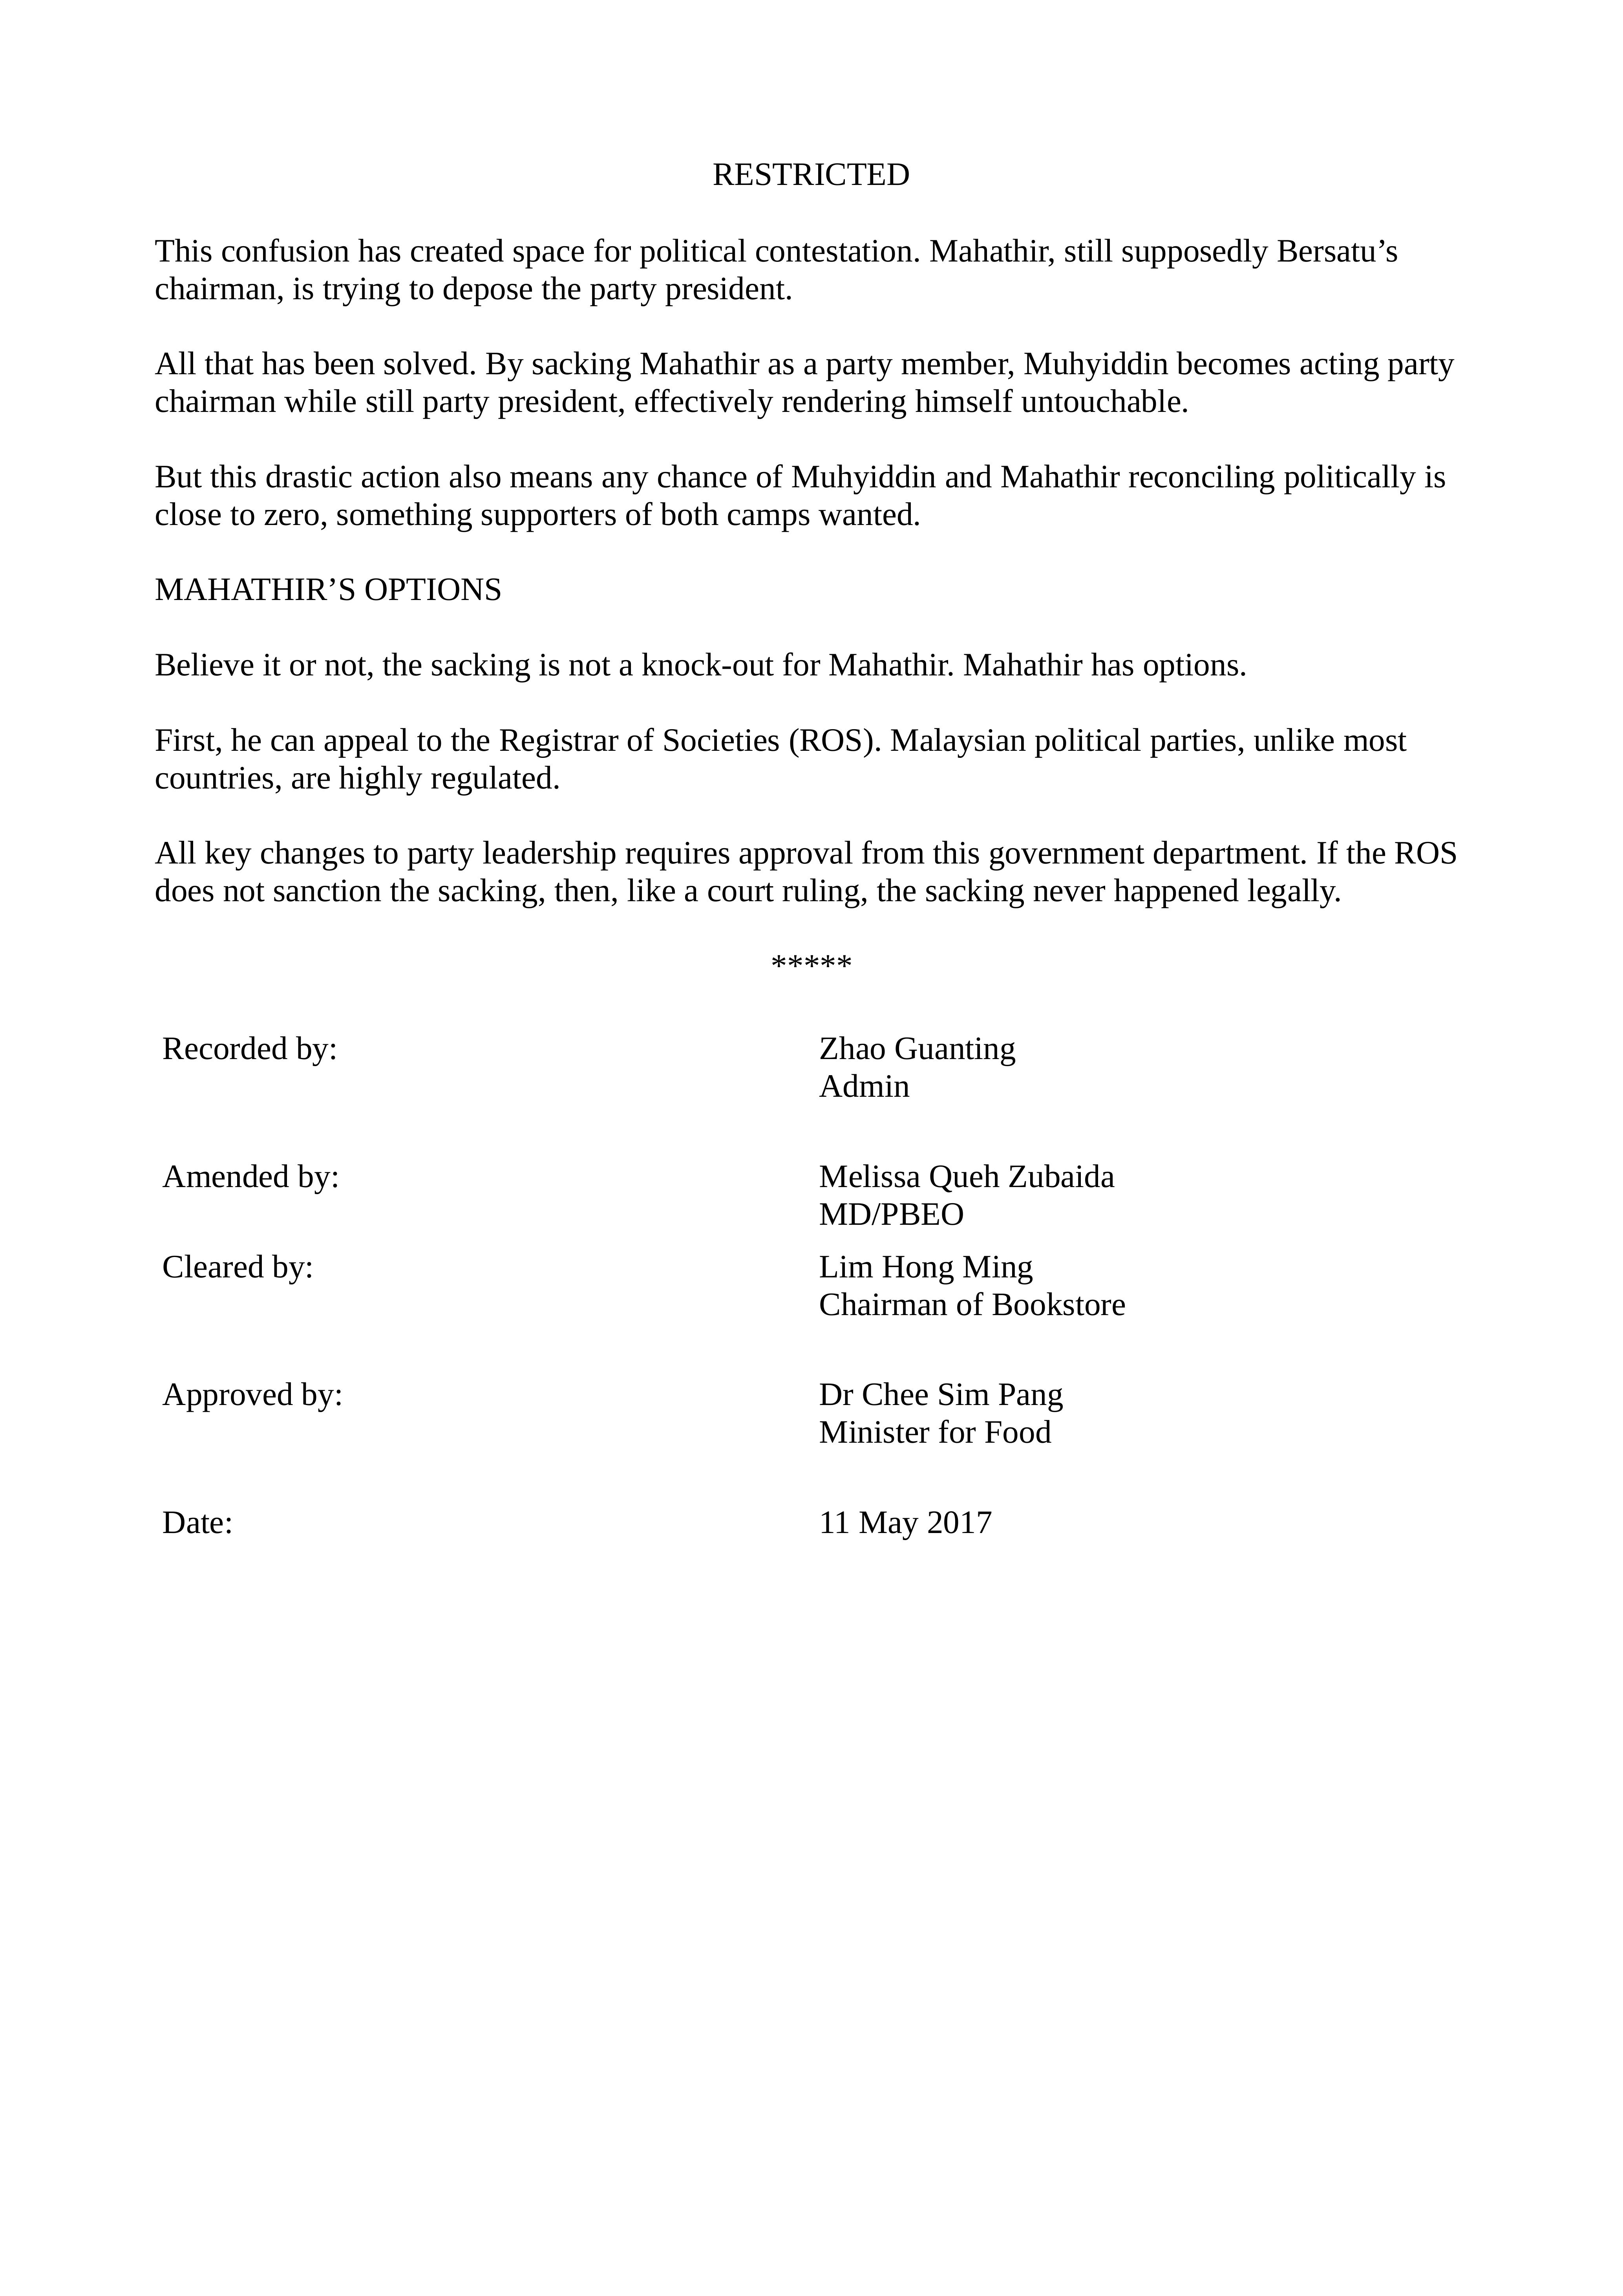 RESTRICTED
This confusion has created space for political contestation. Mahathir, still supposedly Bersatu’s
chairman, is trying to depose the party president.
All that has been solved. By sacking Mahathir as a party member, Muhyiddin becomes acting party
chairman while still party president, effectively rendering himself untouchable.
But this drastic action also means any chance of Muhyiddin and Mahathir reconciling politically is
close to zero, something supporters of both camps wanted.
MAHATHIR’S OPTIONS
Believe it or not, the sacking is not a knock-out for Mahathir. Mahathir has options.
First, he can appeal to the Registrar of Societies (ROS). Malaysian political parties, unlike most
countries, are highly regulated.
All key changes to party leadership requires approval from this government department. If the ROS
does not sanction the sacking, then, like a court ruling, the sacking never happened legally.
*****
Recorded by: Zhao Guanting
Admin
Amended by: Melissa Queh Zubaida
MD/PBEO
Cleared by: Lim Hong Ming
Chairman of Bookstore
Approved by: Dr Chee Sim Pang
Minister for Food
Date: 11 May 2017